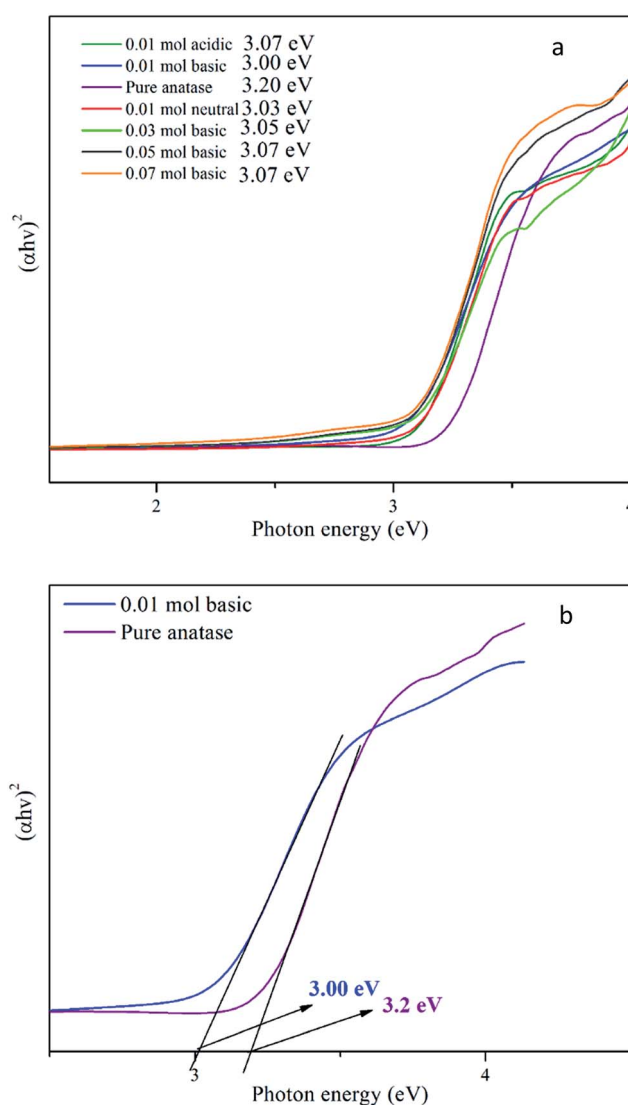 a
0.01 mol acidic 3.07 eV
0.01 mol basic 3.00 eV
Pure anatase 3.20 eV
0.01 mol neutral 3.03 eV
0.03 mol basic 3.05 eV
0.05 mol basic 3.07 eV
0.07 mol basic 3.07 eV
(αhν)²
2 3 4
Photon energy (eV)
b
0.01 mol basic
Pure anatase
(αhν)²
3.00 eV
3.2 eV
3 4
Photon energy (eV)